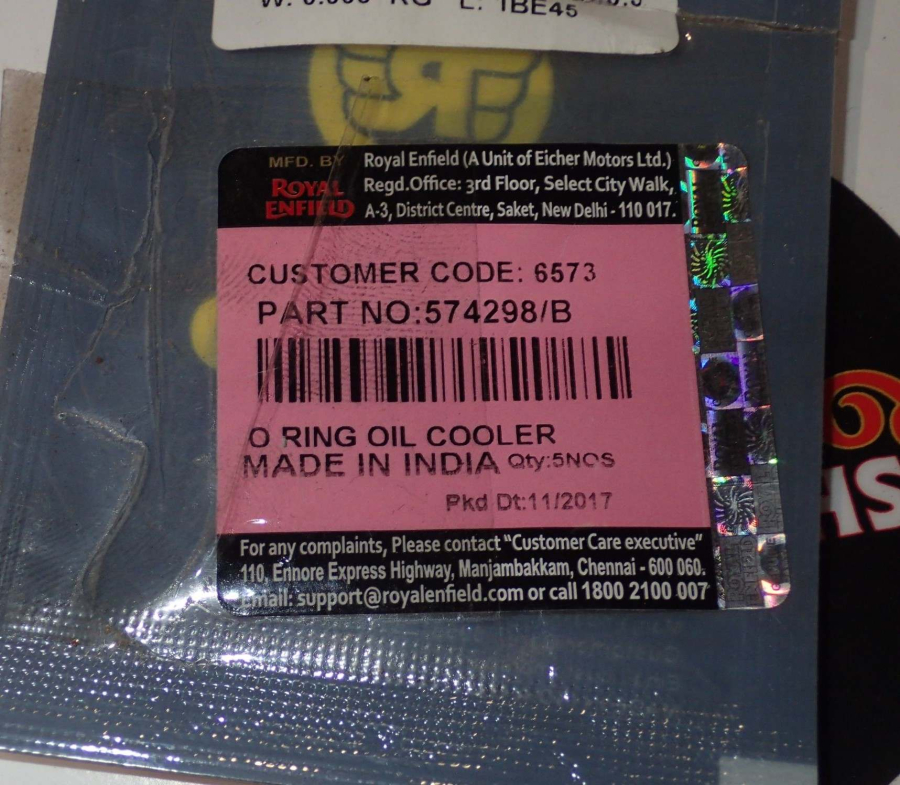 KG L: 1BE45
MFD. BY
ROYAL
ENFIELD
Royal Enfield (A Unit of Eicher Motors Ltd.)
Regd.Office: 3rd Floor, Select City Walk,
A-3, District Centre, Saket, New Delhi - 110 017.
CUSTOMER CODE: 6573
PART NO:574298/B
O RING OIL COOLER
MADE IN INDIA Qty:5NOS
Pkd Dt:11/2017
For any complaints, Please contact "Customer Care executive"
110, Ennore Express Highway, Manjambakkam, Chennai - 600 060.
Email: support@royalenfield.com or call 1800 2100 007